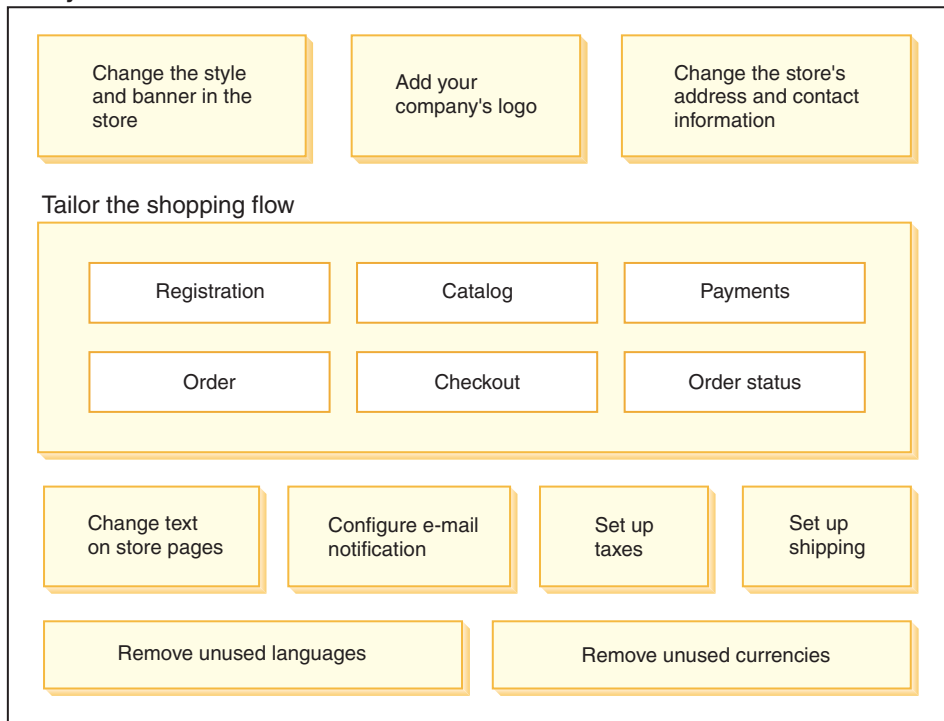 Change the style
and banner in the
store
Add your
company's logo
Change the store's
address and contact
information
Tailor the shopping flow
Registration
Catalog
Payments
Order
Checkout
Order status
Change text
on store pages
Configure e-mail
notification
Set up
taxes
Set up
shipping
Remove unused languages
Remove unused currencies